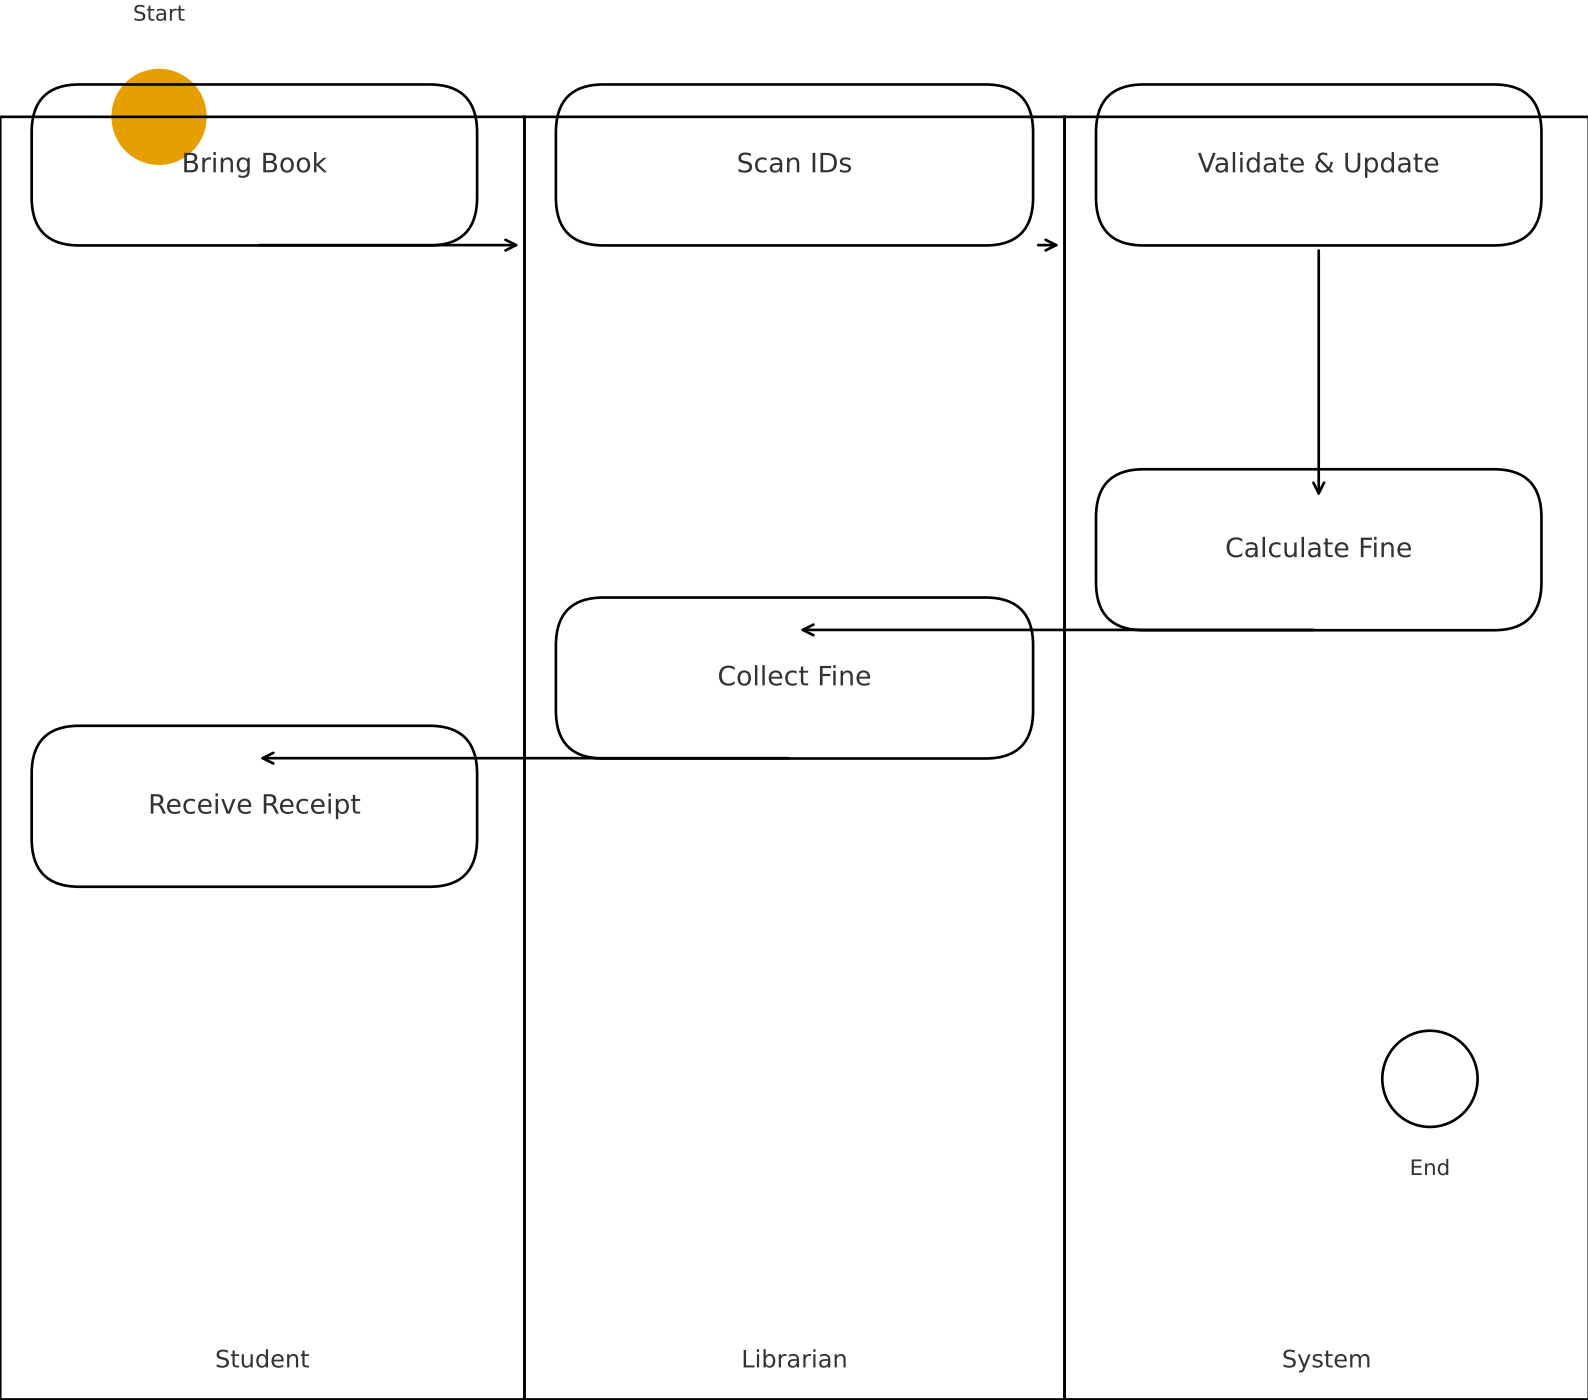 Start
Bring Book
Scan IDs
Validate & Update
Calculate Fine
Collect Fine
Receive Receipt
End
Student
Librarian
System